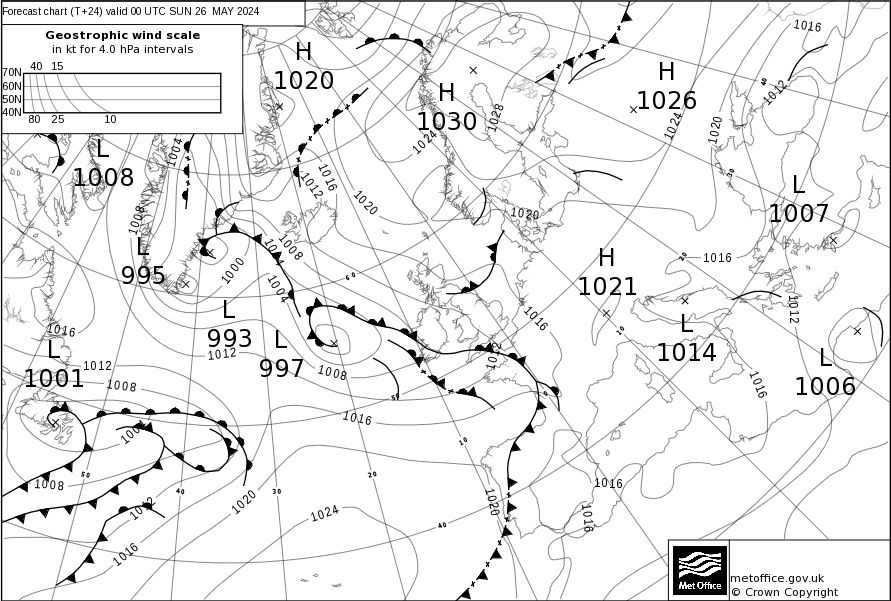 Forecast chart (T+24) valid 00 UTC SUN 26 MAY 2024
Geostrophic wind scale
in kt for 4.0 hPa intervals
40 15
70N
60N
50N
40N
80 25 10
H
1020
H
1030
H
1026
L
1008
L
995
L
993
L
997
L
1001
H
1021
L
1014
L
1007
L
1006
1016
1012
1028
1024
1024
1020
1004
1008
1012
1016
1020
1020
1008
1004
1000
1004
1016
1016
1012
1012
1008
1008
1012
1016
1012
1016
1016
1008
1012
1016
1020
1024
1020
1016
1016
60
50
50
40
30
20
10
40
10
20
30
40
metoffice.gov.uk
© Crown Copyright
Met Office